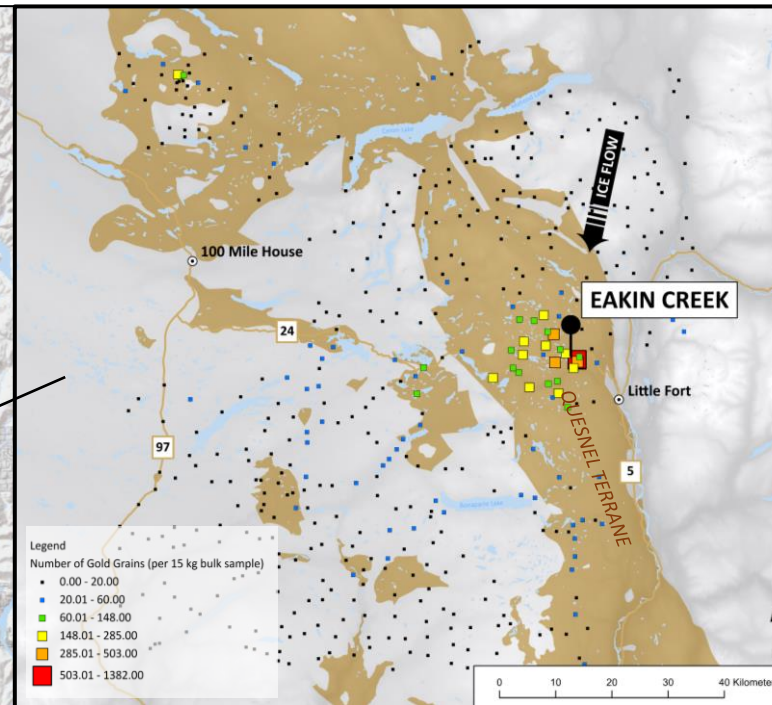 ICE FLOW
100 Mile House
EAKIN CREEK
24
Little Fort
QUESNEL TERRANE
97
5
Legend
Number of Gold Grains (per 15 kg bulk sample)
0.00 - 20.00
20.01 - 60.00
60.01 - 148.00
148.01 - 285.00
285.01 - 503.00
503.01 - 1382.00
0 10 20 40 Kilomete